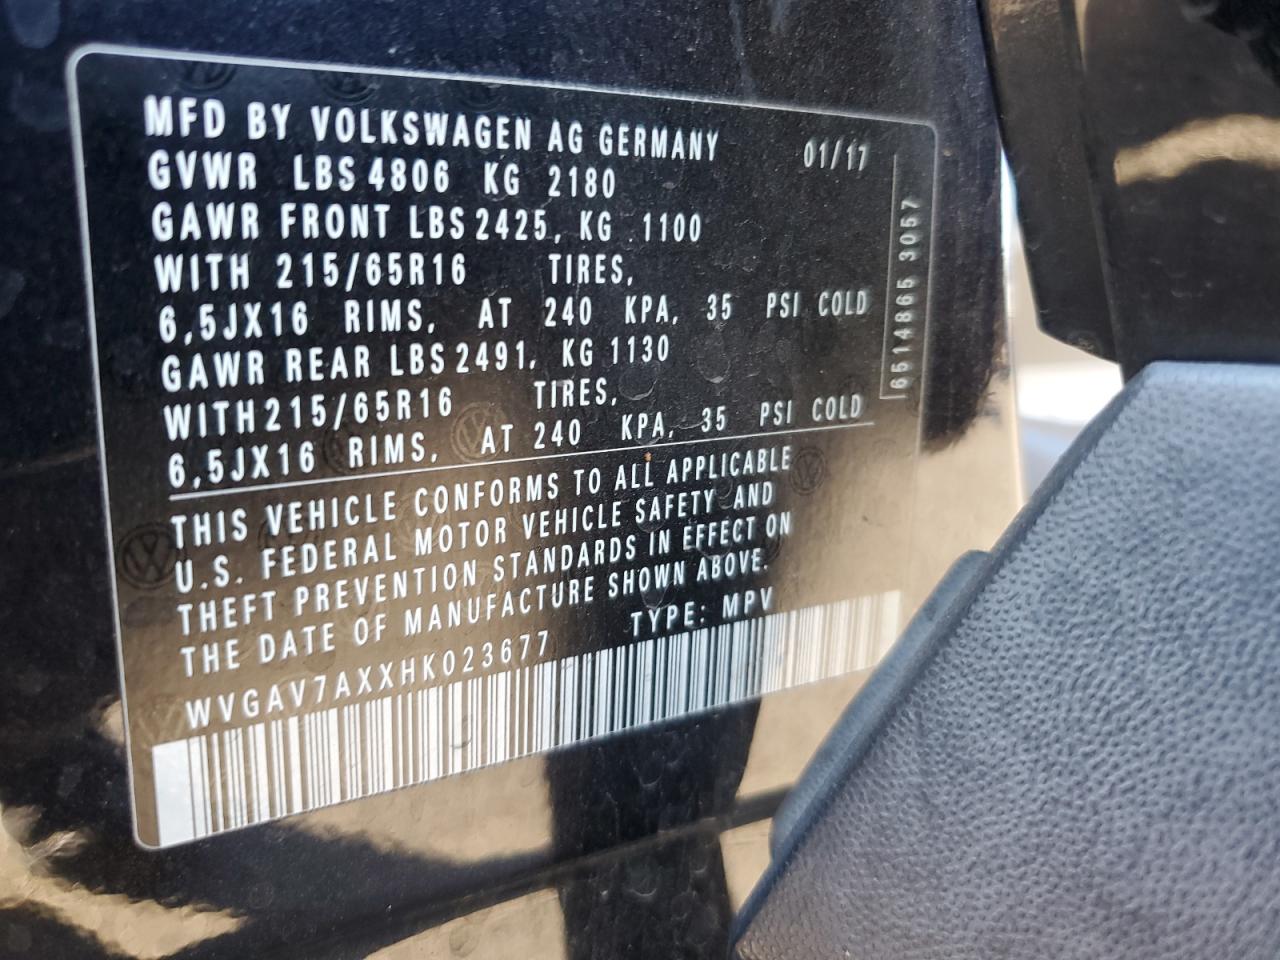 MFD BY VOLKSWAGEN AG GERMANY 01/17
GVWR LBS 4806 KG 2180
GAWR FRONT LBS 2425, KG 1100
WITH 215/65R16 TIRES,
6,5JX16 RIMS, AT 240 KPA, 35 PSI COLD
GAWR REAR LBS 2491, KG 1130
WITH 215/65R16 TIRES,
6,5JX16 RIMS, AT 240 KPA, 35 PSI COLD
THIS VEHICLE CONFORMS TO ALL APPLICABLE
U.S. FEDERAL MOTOR VEHICLE SAFETY AND
THEFT PREVENTION STANDARDS IN EFFECT ON
THE DATE OF MANUFACTURE SHOWN ABOVE.
WVGAV7AXXHK023677 TYPE: MPV
6514865 3057